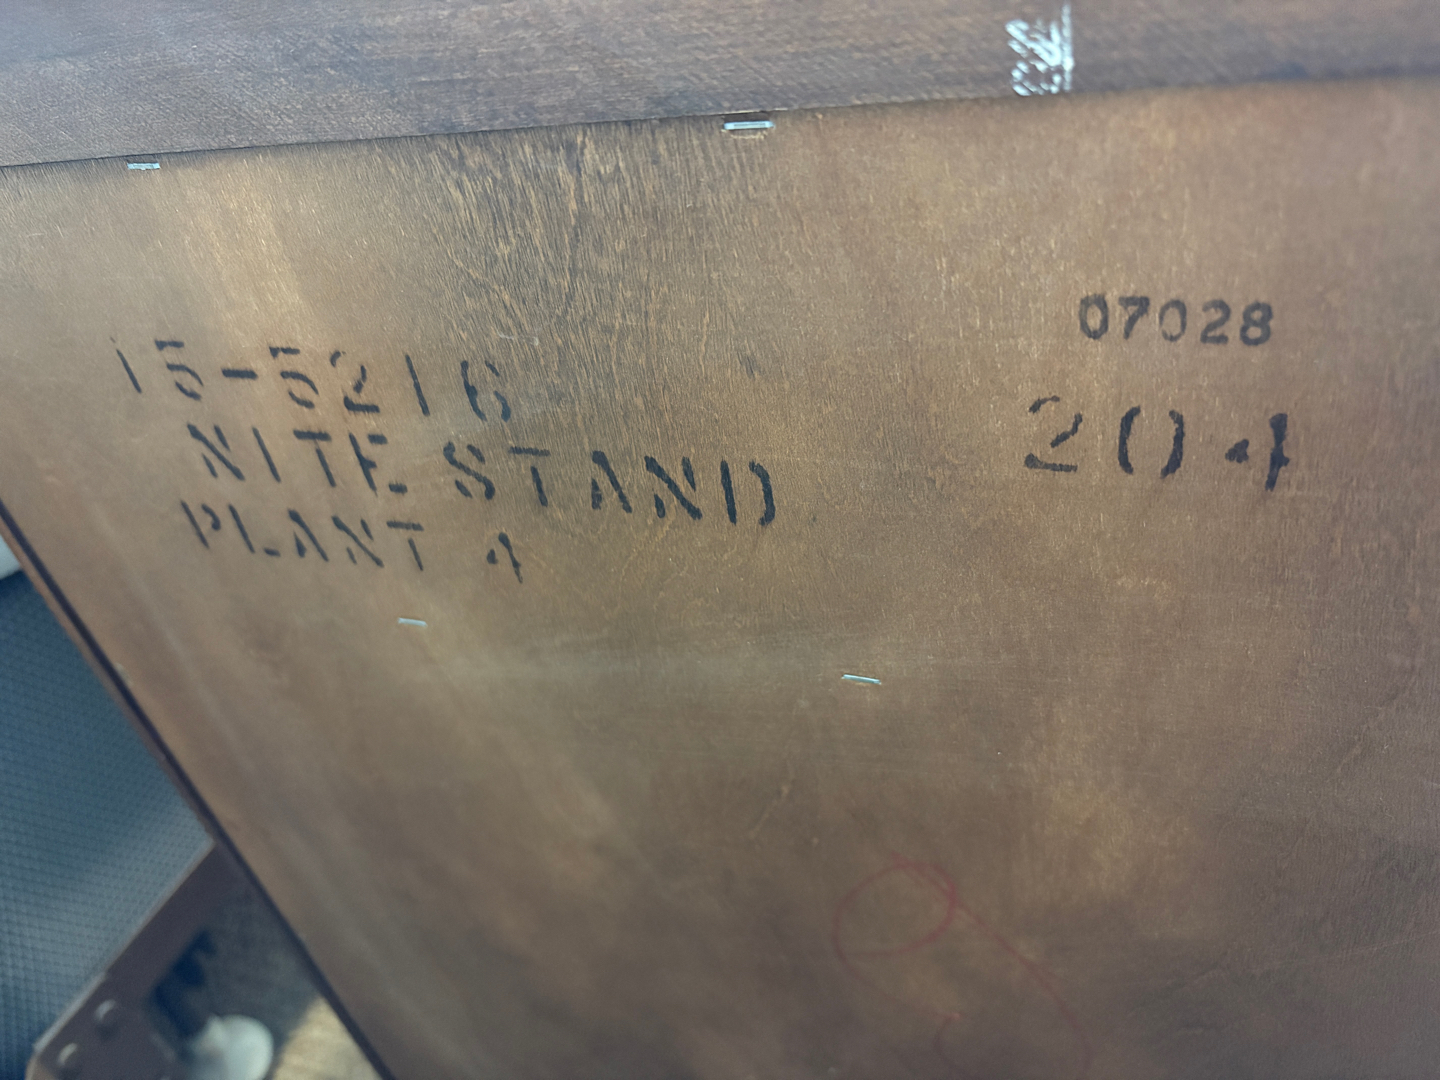 15-5216
NITE STAND
PLANT 4
07028
204